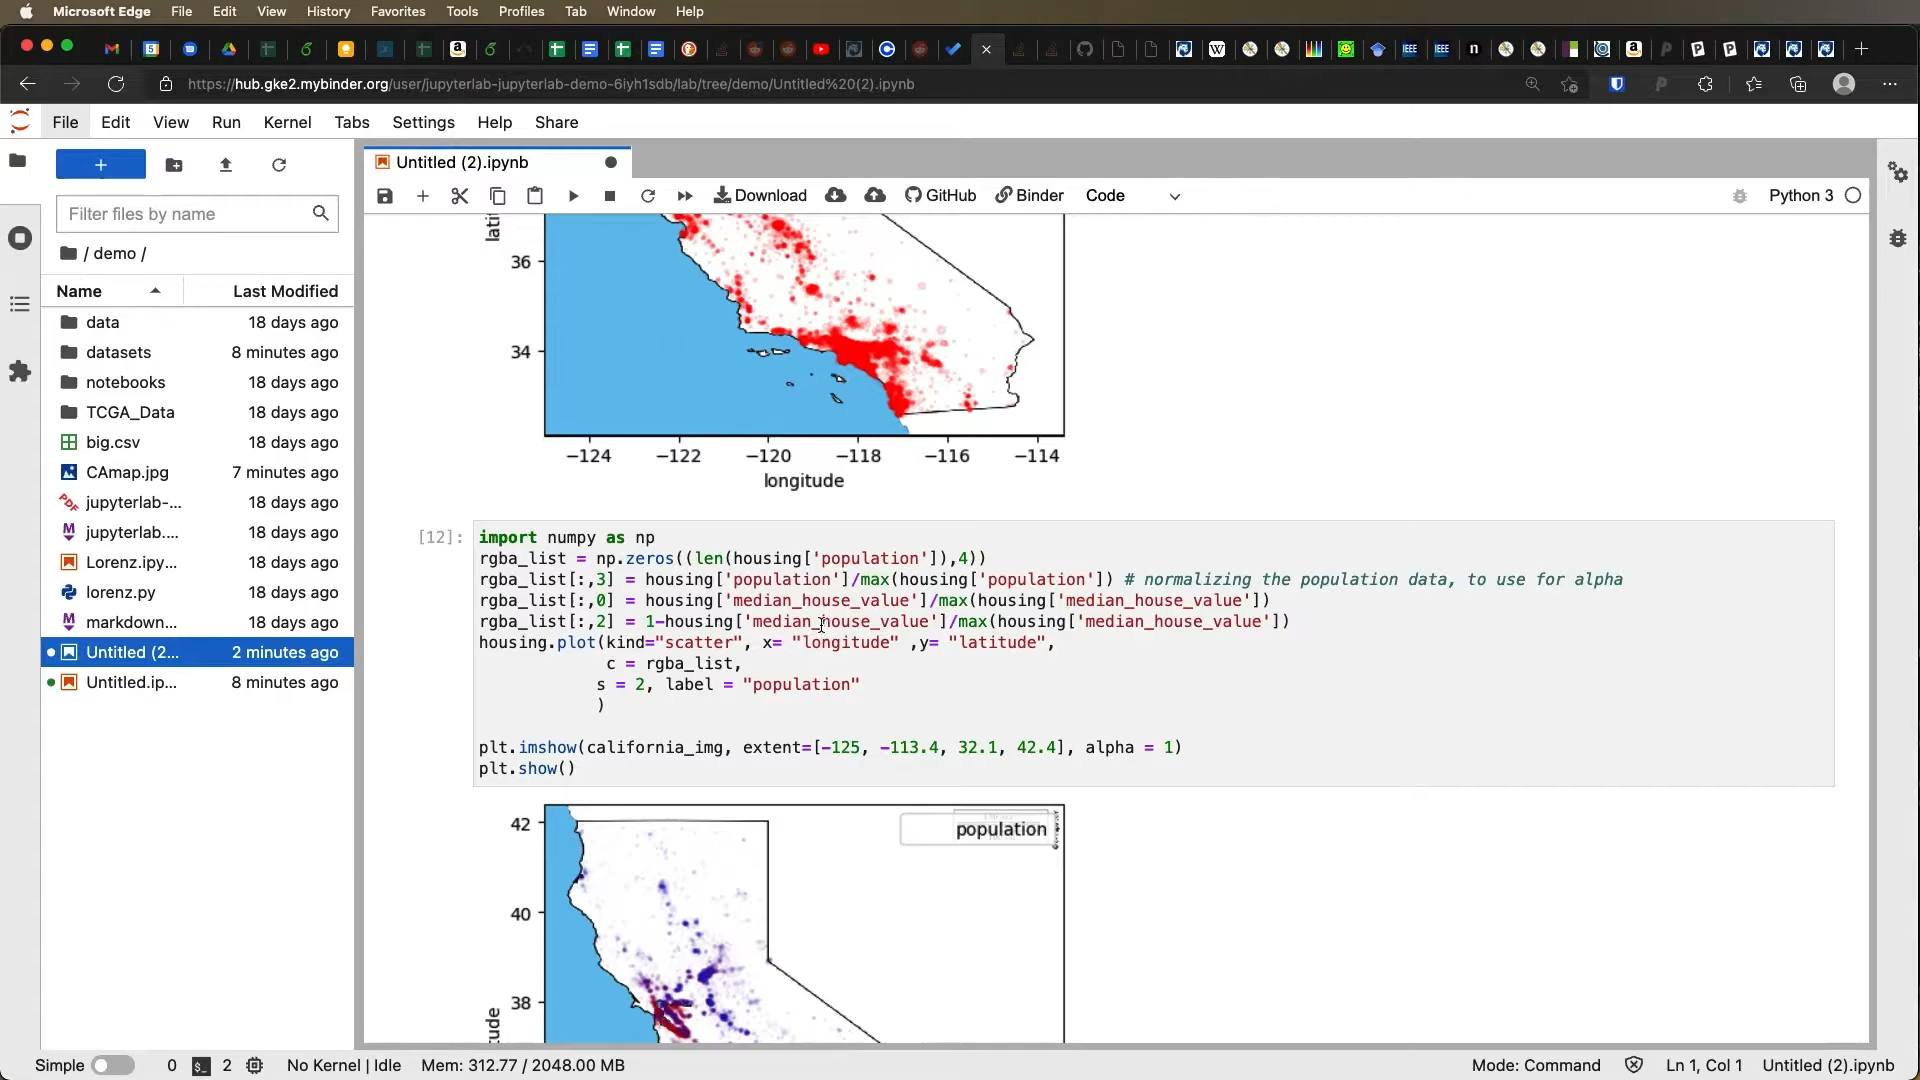 Microsoft Edge File Edit View History Favorites Tools Profiles Tab Window Help
https://hub.gke2.mybinder.org/user/jupyterlab-jupyterlab-demo-6iyh1sdb/lab/tree/demo/Untitled%20(2).ipynb
File Edit View Run Kernel Tabs Settings Help Share
Untitled (2).ipynb
Download GitHub Binder Code Python 3
Filter files by name
/ demo /
Name Last Modified
data 18 days ago
datasets 8 minutes ago
notebooks 18 days ago
TCGA_Data 18 days ago
big.csv 18 days ago
CAmap.jpg 7 minutes ago
jupyterlab-... 18 days ago
jupyterlab.... 18 days ago
Lorenz.ipy... 18 days ago
lorenz.py 18 days ago
markdown... 18 days ago
Untitled (2... 2 minutes ago
Untitled.ip... 8 minutes ago
36
34
−124 −122 −120 −118 −116 −114
longitude
[12]:
import numpy as np
rgba_list = np.zeros((len(housing['population']),4))
rgba_list[:,3] = housing['population']/max(housing['population']) # normalizing the population data, to use for alpha
rgba_list[:,0] = housing['median_house_value']/max(housing['median_house_value'])
rgba_list[:,2] = 1-housing['median_house_value']/max(housing['median_house_value'])
housing.plot(kind="scatter", x= "longitude" ,y= "latitude",
c = rgba_list,
s = 2, label = "population"
)
plt.imshow(california_img, extent=[-125, -113.4, 32.1, 42.4], alpha = 1)
plt.show()
population
42
40
38
Simple 0 2 No Kernel | Idle Mem: 312.77 / 2048.00 MB Mode: Command Ln 1, Col 1 Untitled (2).ipynb